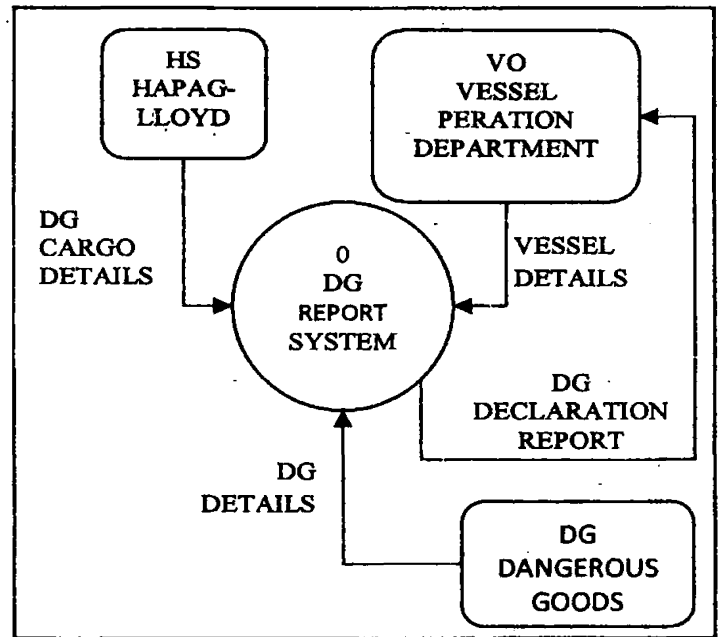 HS
HAPAG-
LLOYD
VO
VESSEL
PERATION
DEPARTMENT
DG
CARGO
DETAILS
0
DG
REPORT
SYSTEM
VESSEL
DETAILS
DG
DECLARATION
REPORT
DG
DETAILS
DG
DANGEROUS
GOODS